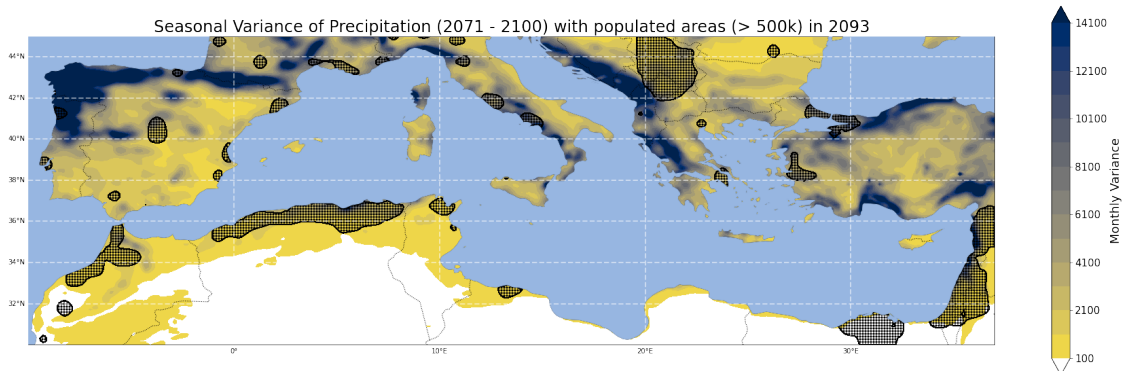 Seasonal Variance of Precipitation (2071 - 2100) with populated areas (> 500k) in 2093
44°N
42°N
40°N
38°N
36°N
34°N
32°N
0°
10°E
20°E
30°E
14100
12100
10100
8100
6100
4100
2100
100
Monthly Variance